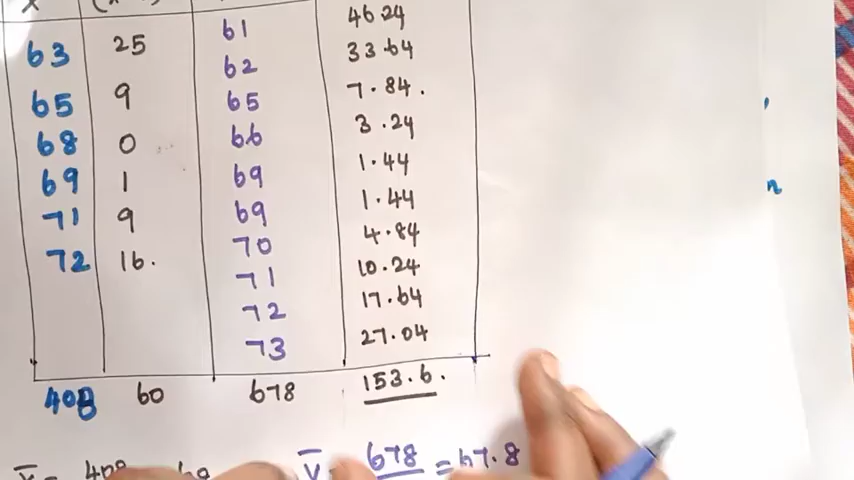 x
63 25 61 46.24
65 9 62 33.64
68 0 65 7.84.
69 1 66 3.24
71 9 69 1.44
72 16. 69 1.44
70 4.84
71 10.24
72 17.64
73 27.04
408 60 678 153.6.
678 = 67.8